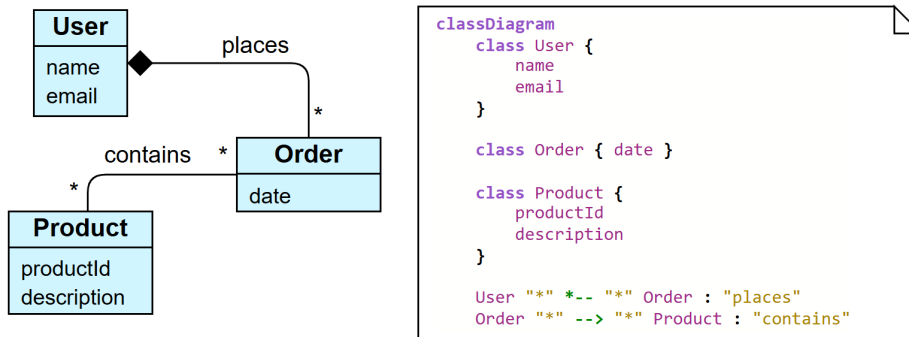 User
name
email
places
*
contains
*
*
Order
date
Product
productId
description
classDiagram
class User {
name
email
}
class Order { date }
class Product {
productId
description
}
User "*" *-- "*" Order : "places"
Order "*" --> "*" Product : "contains"